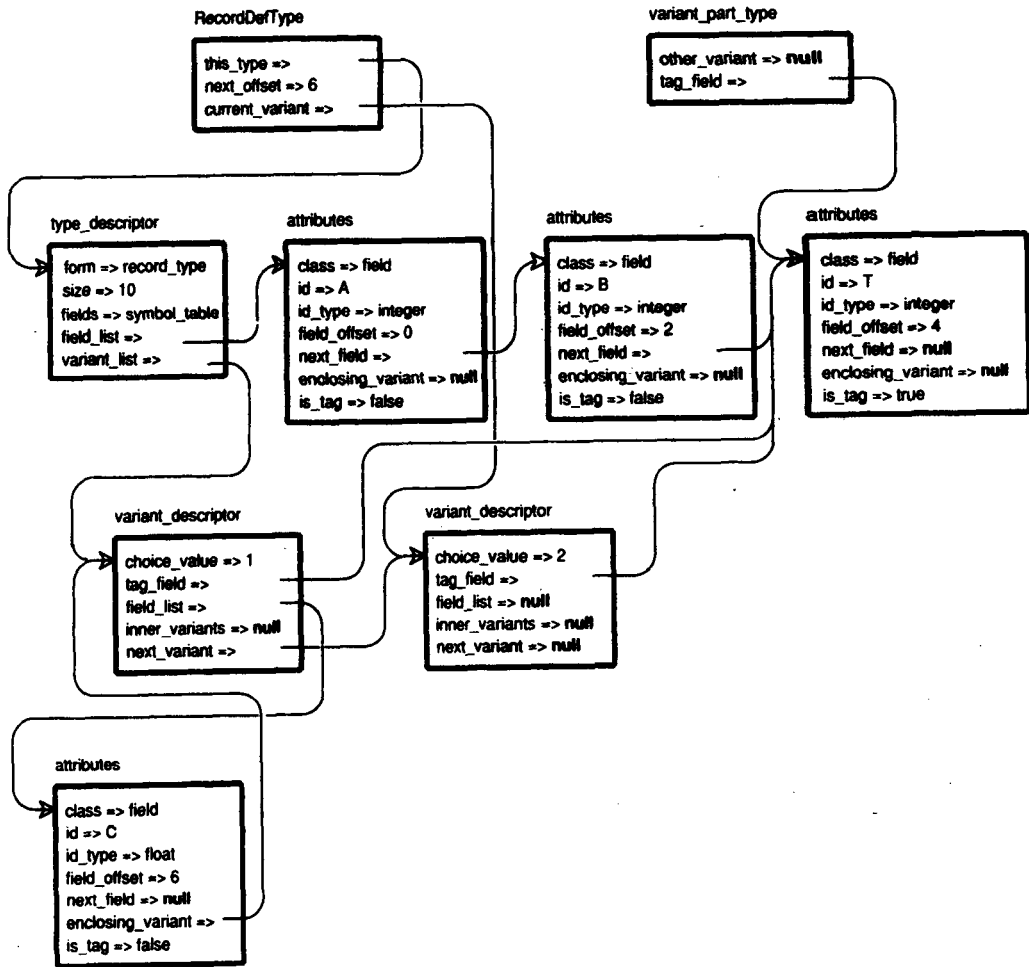 RecordDefType
this_type =>
next_offset => 6
current_variant =>
variant_part_type
other_variant => null
tag_field =>
type_descriptor
form => record_type
size => 10
fields => symbol_table
field_list =>
variant_list =>
attributes
class => field
id => A
id_type => integer
field_offset => 0
next_field =>
enclosing_variant => null
is_tag => false
attributes
class => field
id => B
id_type => integer
field_offset => 2
next_field =>
enclosing_variant => null
is_tag => false
attributes
class => field
id => T
id_type => integer
field_offset => 4
next_field => null
enclosing_variant => null
is_tag => true
variant_descriptor
choice_value => 1
tag_field =>
field_list =>
inner_variants => null
next_variant =>
variant_descriptor
choice_value => 2
tag_field =>
field_list => null
inner_variants => null
next_variant => null
attributes
class => field
id => C
id_type => float
field_offset => 6
next_field => null
enclosing_variant =>
is_tag => false